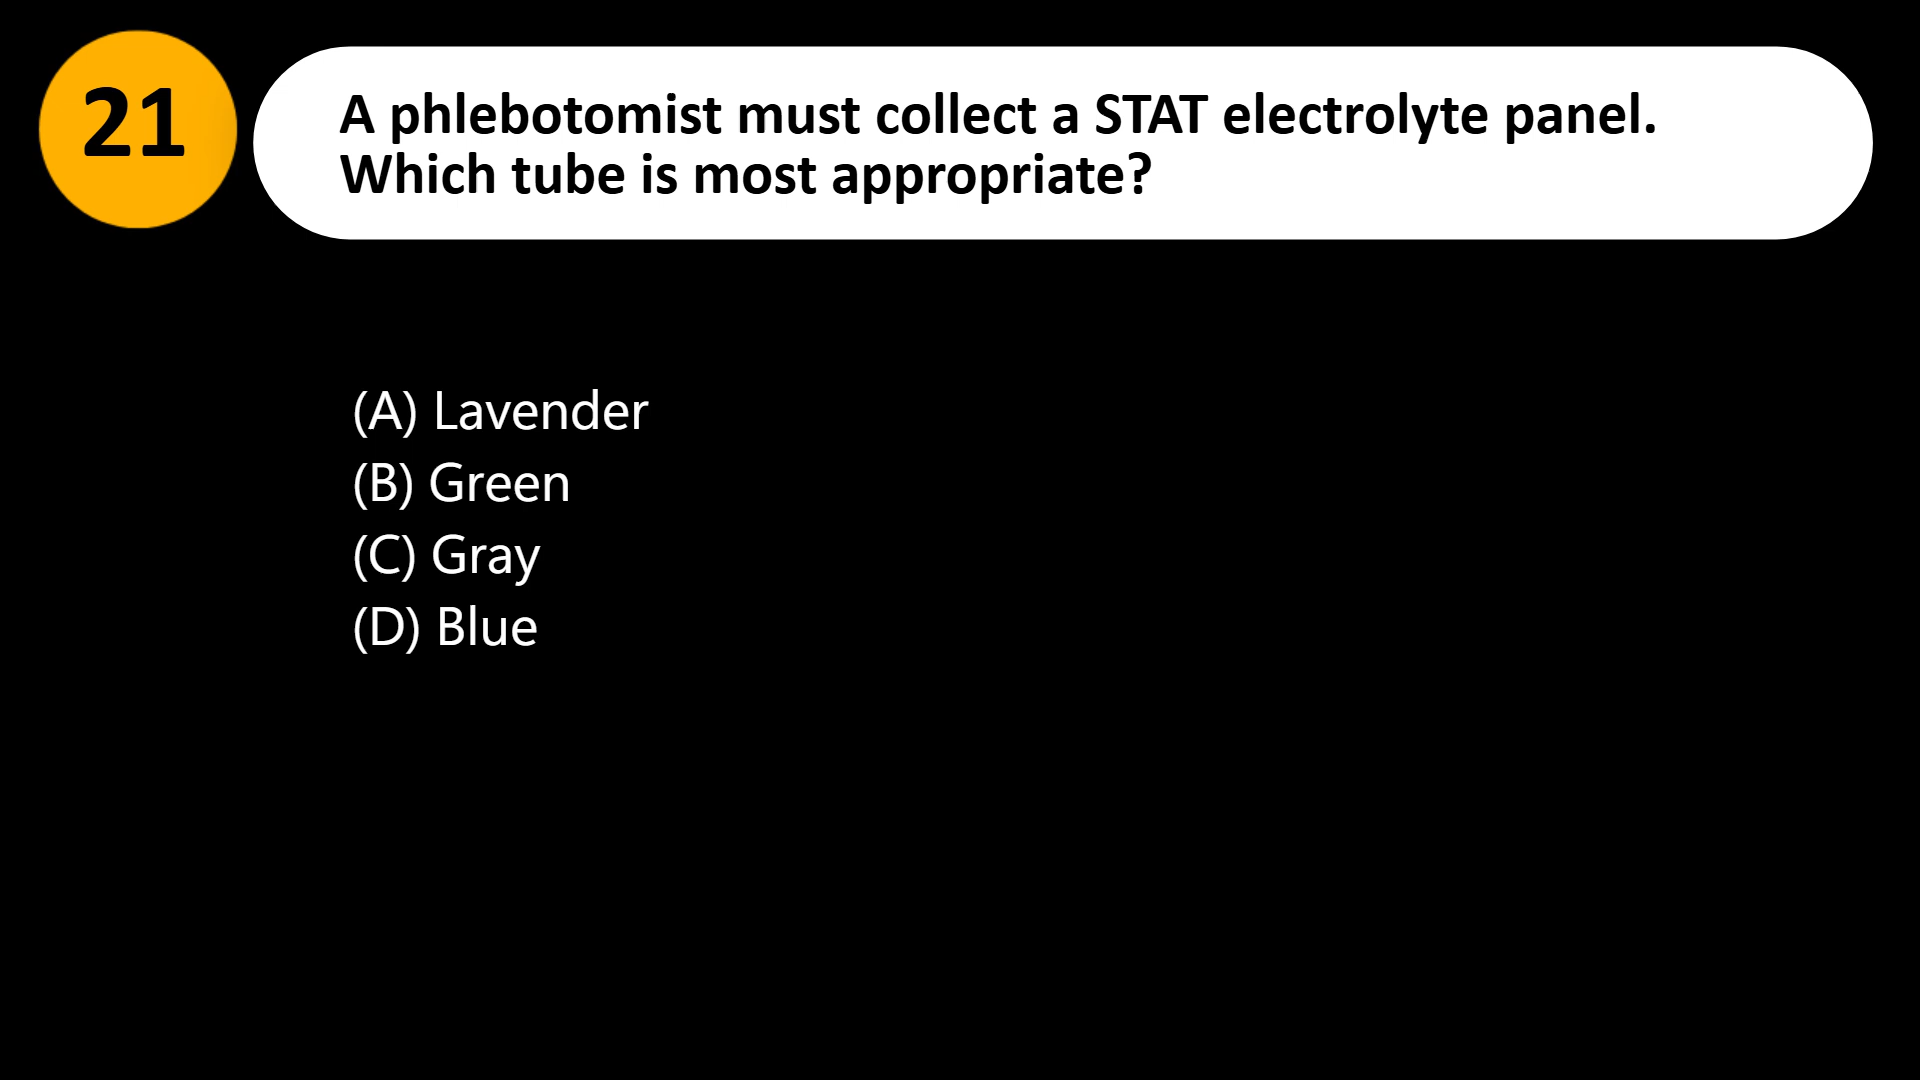 21
A phlebotomist must collect a STAT electrolyte panel.
Which tube is most appropriate?
(A) Lavender
(B) Green
(C) Gray
(D) Blue